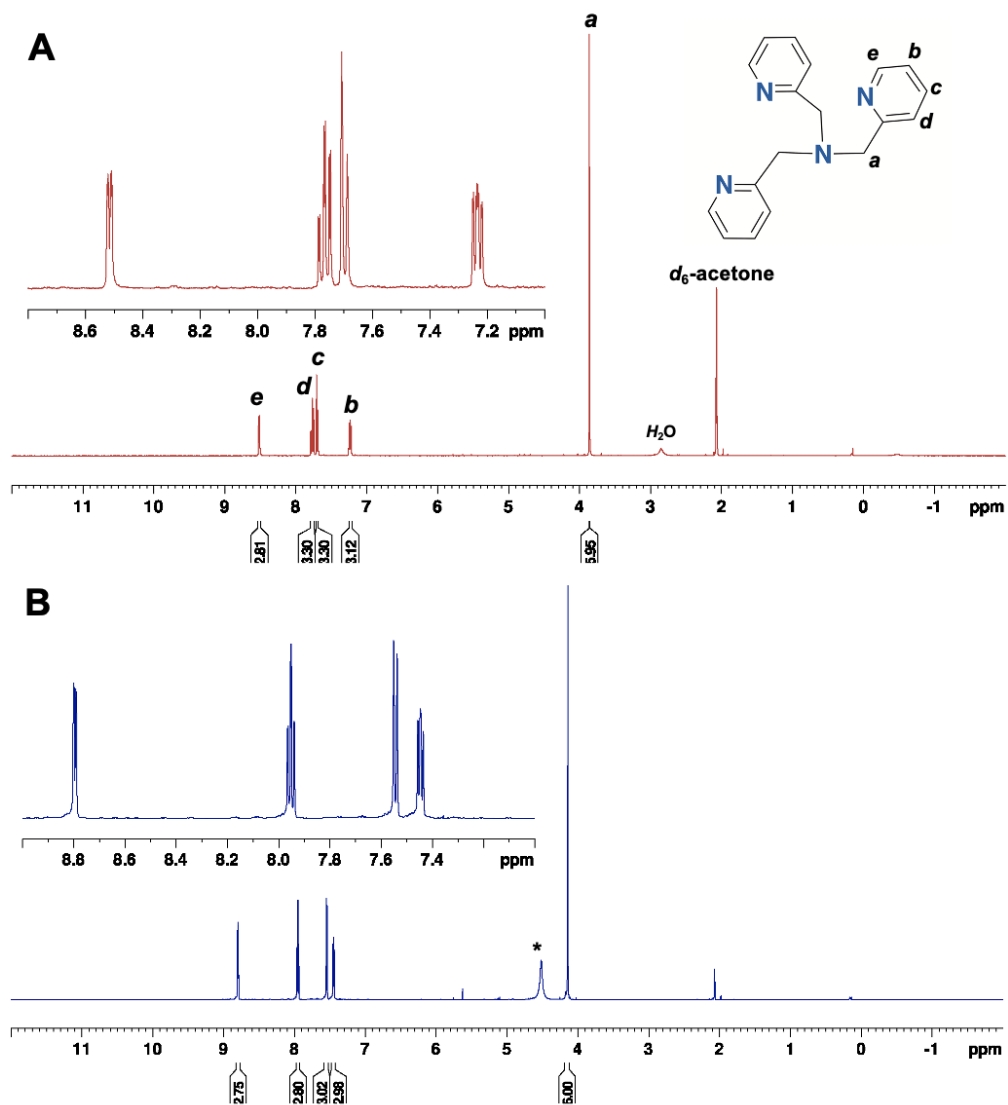 A
a
N
N
N
N
e
b
c
d
a
d6-acetone
8.6 8.4 8.2 8.0 7.8 7.6 7.4 7.2 ppm
c
e
d
b
H2O
11 10 9 8 7 6 5 4 3 2 1 0 -1 ppm
2.81
3.30
3.30
3.12
5.95
B
8.8 8.6 8.4 8.2 8.0 7.8 7.6 7.4 ppm
*
11 10 9 8 7 6 5 4 3 2 1 0 -1 ppm
2.75
2.80
3.02
2.98
6.00